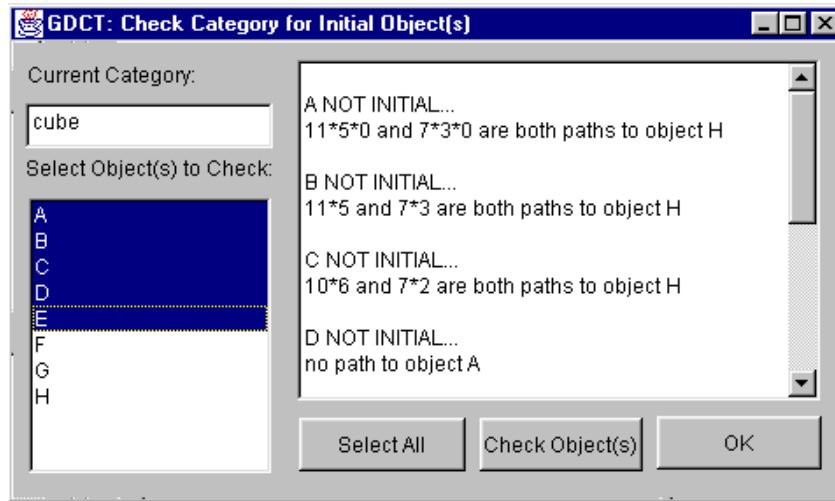 GDCT: Check Category for Initial Object(s)
Current Category:
cube
Select Object(s) to Check:
A
B
C
D
E
F
G
H
A NOT INITIAL...
11*5*0 and 7*3*0 are both paths to object H
B NOT INITIAL...
11*5 and 7*3 are both paths to object H
C NOT INITIAL...
10*6 and 7*2 are both paths to object H
D NOT INITIAL...
no path to object A
Select All
Check Object(s)
OK